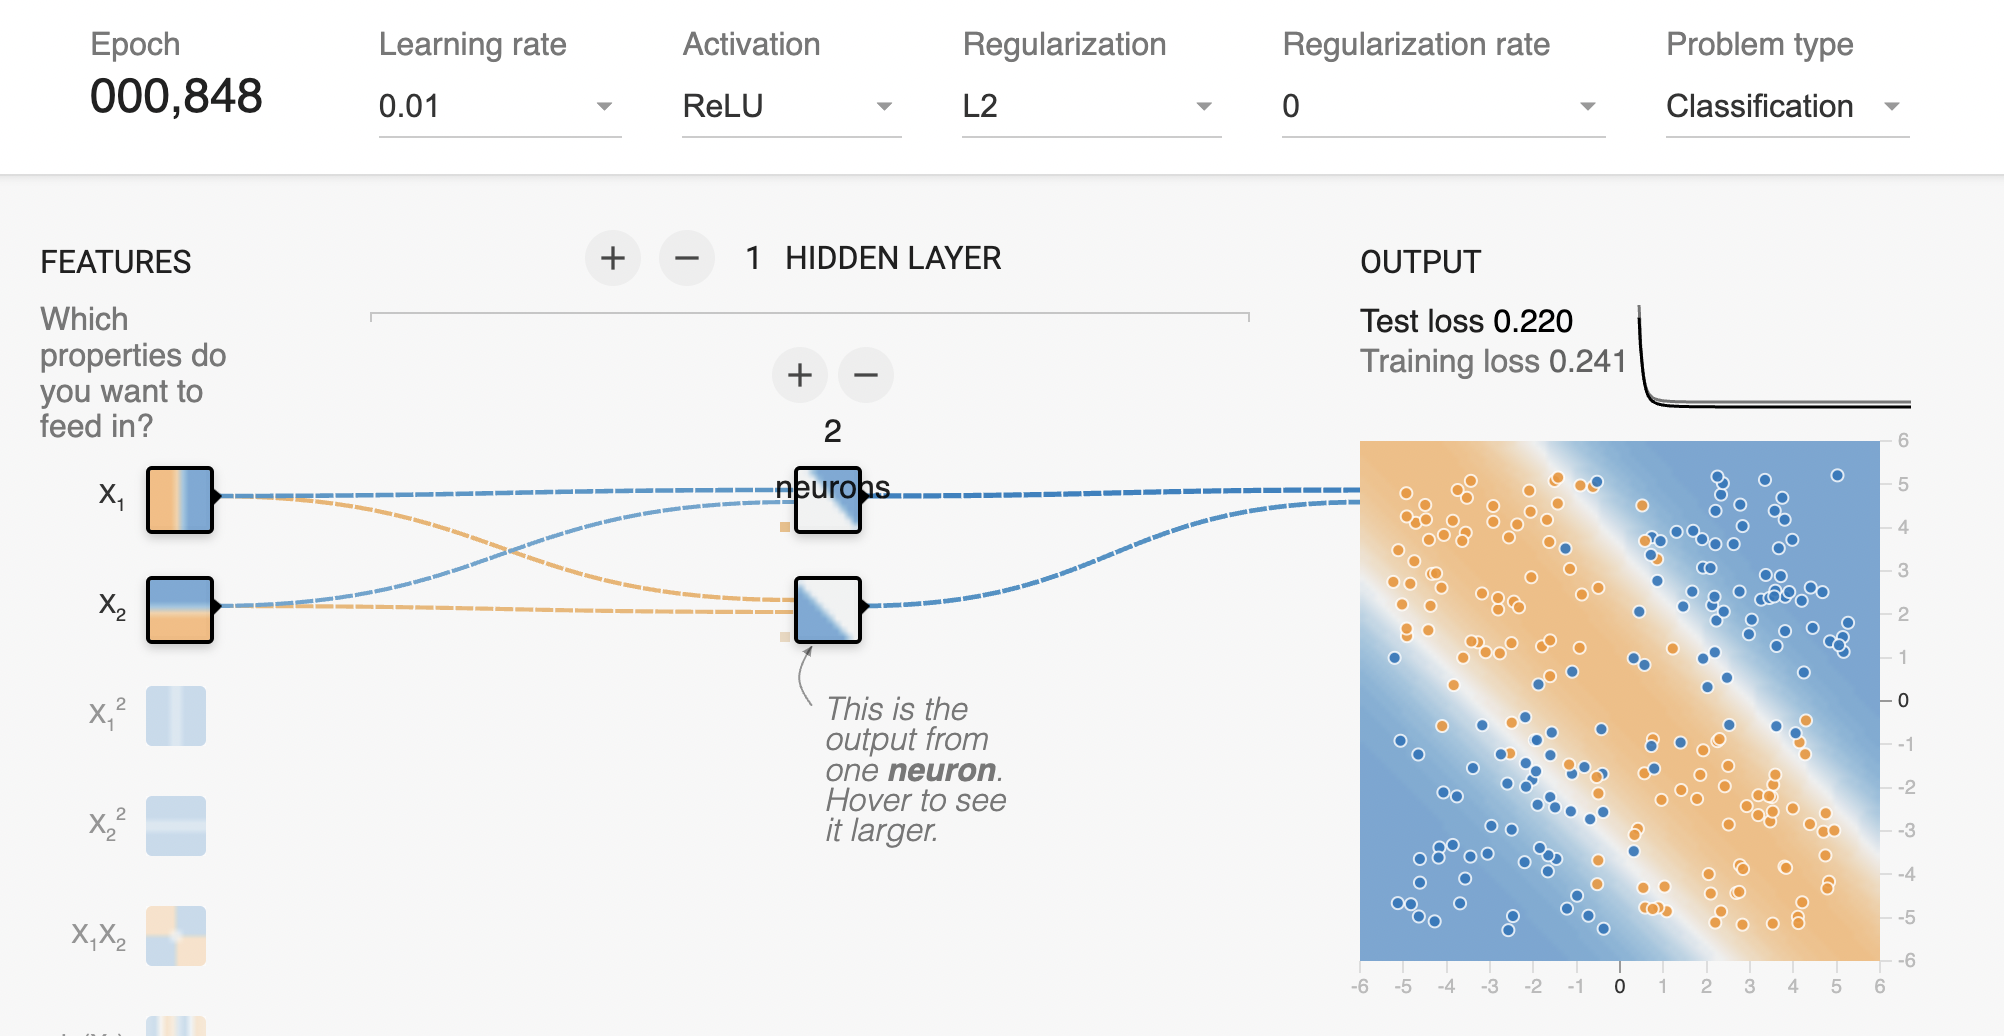 Epoch
000,848
Learning rate
0.01
Activation
ReLU
Regularization
L2
Regularization rate
0
Problem type
Classification
FEATURES
Which
properties do
you want to
feed in?
X1
X2
X1²
X2²
X1X2
1 HIDDEN LAYER
2
neurons
This is the
output from
one neuron.
Hover to see
it larger.
OUTPUT
Test loss 0.220
Training loss 0.241
6
5
4
3
2
1
0
-1
-2
-3
-4
-5
-6
-6 -5 -4 -3 -2 -1 0 1 2 3 4 5 6